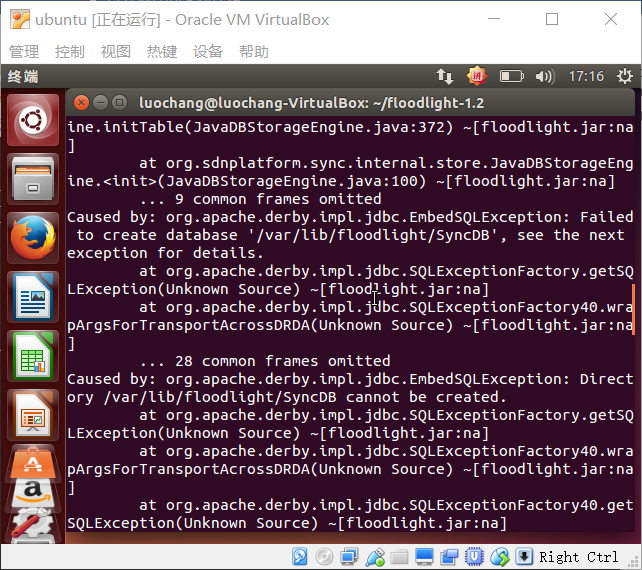 ubuntu [正在运行] - Oracle VM VirtualBox
管理 控制 视图 热键 设备 帮助
终端 拼 17:16
luochang@luochang-VirtualBox: ~/floodlight-1.2
ine.initTable(JavaDBStorageEngine.java:372) ~[floodlight.jar:na
]
at org.sdnplatform.sync.internal.store.JavaDBStorageEng
ine.<init>(JavaDBStorageEngine.java:100) ~[floodlight.jar:na]
... 9 common frames omitted
Caused by: org.apache.derby.impl.jdbc.EmbedSQLException: Failed
to create database '/var/lib/floodlight/SyncDB', see the next
exception for details.
at org.apache.derby.impl.jdbc.SQLExceptionFactory.getSQ
LException(Unknown Source) ~[floodlight.jar:na]
at org.apache.derby.impl.jdbc.SQLExceptionFactory40.wra
pArgsForTransportAcrossDRDA(Unknown Source) ~[floodlight.jar:na
]
... 28 common frames omitted
Caused by: org.apache.derby.impl.jdbc.EmbedSQLException: Direct
ory /var/lib/floodlight/SyncDB cannot be created.
at org.apache.derby.impl.jdbc.SQLExceptionFactory.getSQ
LException(Unknown Source) ~[floodlight.jar:na]
at org.apache.derby.impl.jdbc.SQLExceptionFactory40.wra
pArgsForTransportAcrossDRDA(Unknown Source) ~[floodlight.jar:na
]
at org.apache.derby.impl.jdbc.SQLExceptionFactory40.get
SQLException(Unknown Source) ~[floodlight.jar:na]
Right Ctrl